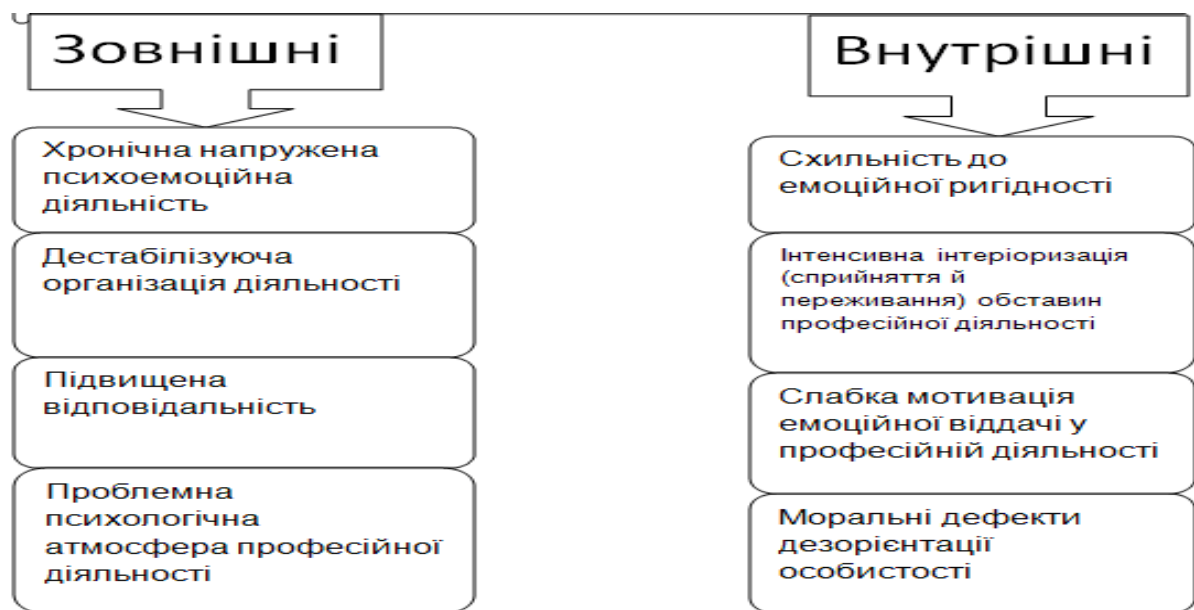 Зовнішні
Хронічна напружена
психоемоційна
діяльність
Дестабілізуюча
організація діяльності
Підвищена
відповідальність
Проблемна
психологічна
атмосфера професійної
діяльності
Внутрішні
Схильність до
емоційної ригідності
Інтенсивна інтеріоризація
(сприйняття й
переживання) обставин
професійної діяльності
Слабка мотивація
емоційної віддачі у
професійній діяльності
Моральні дефекти
дезорієнтації
особистості